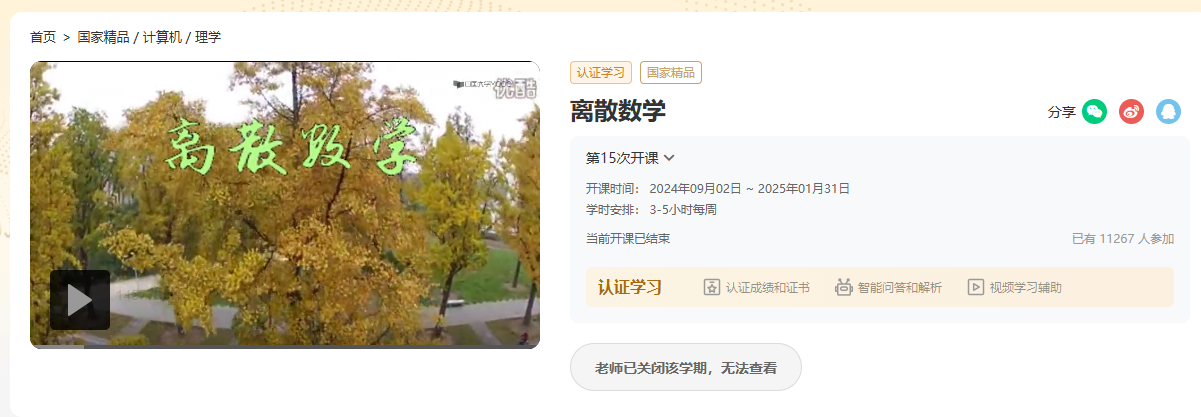 首页 > 国家精品 / 计算机 / 理学
离散数学
认证学习 国家精品
离散数学
分享
第15次开课
开课时间： 2024年09月02日 ~ 2025年01月31日
学时安排： 3-5小时每周
当前开课已结束 已有 11267 人参加
认证学习 认证成绩和证书 智能问答和解析 视频学习辅助
老师已关闭该学期，无法查看